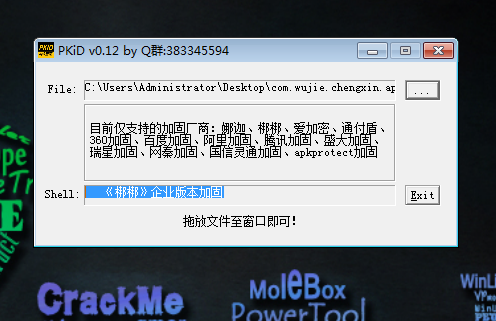 PKiD v0.12 by Q群:383345594
File: C:\Users\Administrator\Desktop\com.wujie.chengxin.ap ...
目前仅支持的加固厂商：娜迦、梆梆、爱加密、通付盾、
360加固、百度加固、阿里加固、腾讯加固、盛大加固、
瑞星加固、网秦加固、国信灵通加固、apkprotect加固
Shell: 《梆梆》企业版本加固 Exit
拖放文件至窗口即可！
CrackMe
MoleBox
PowerTool
WinLi